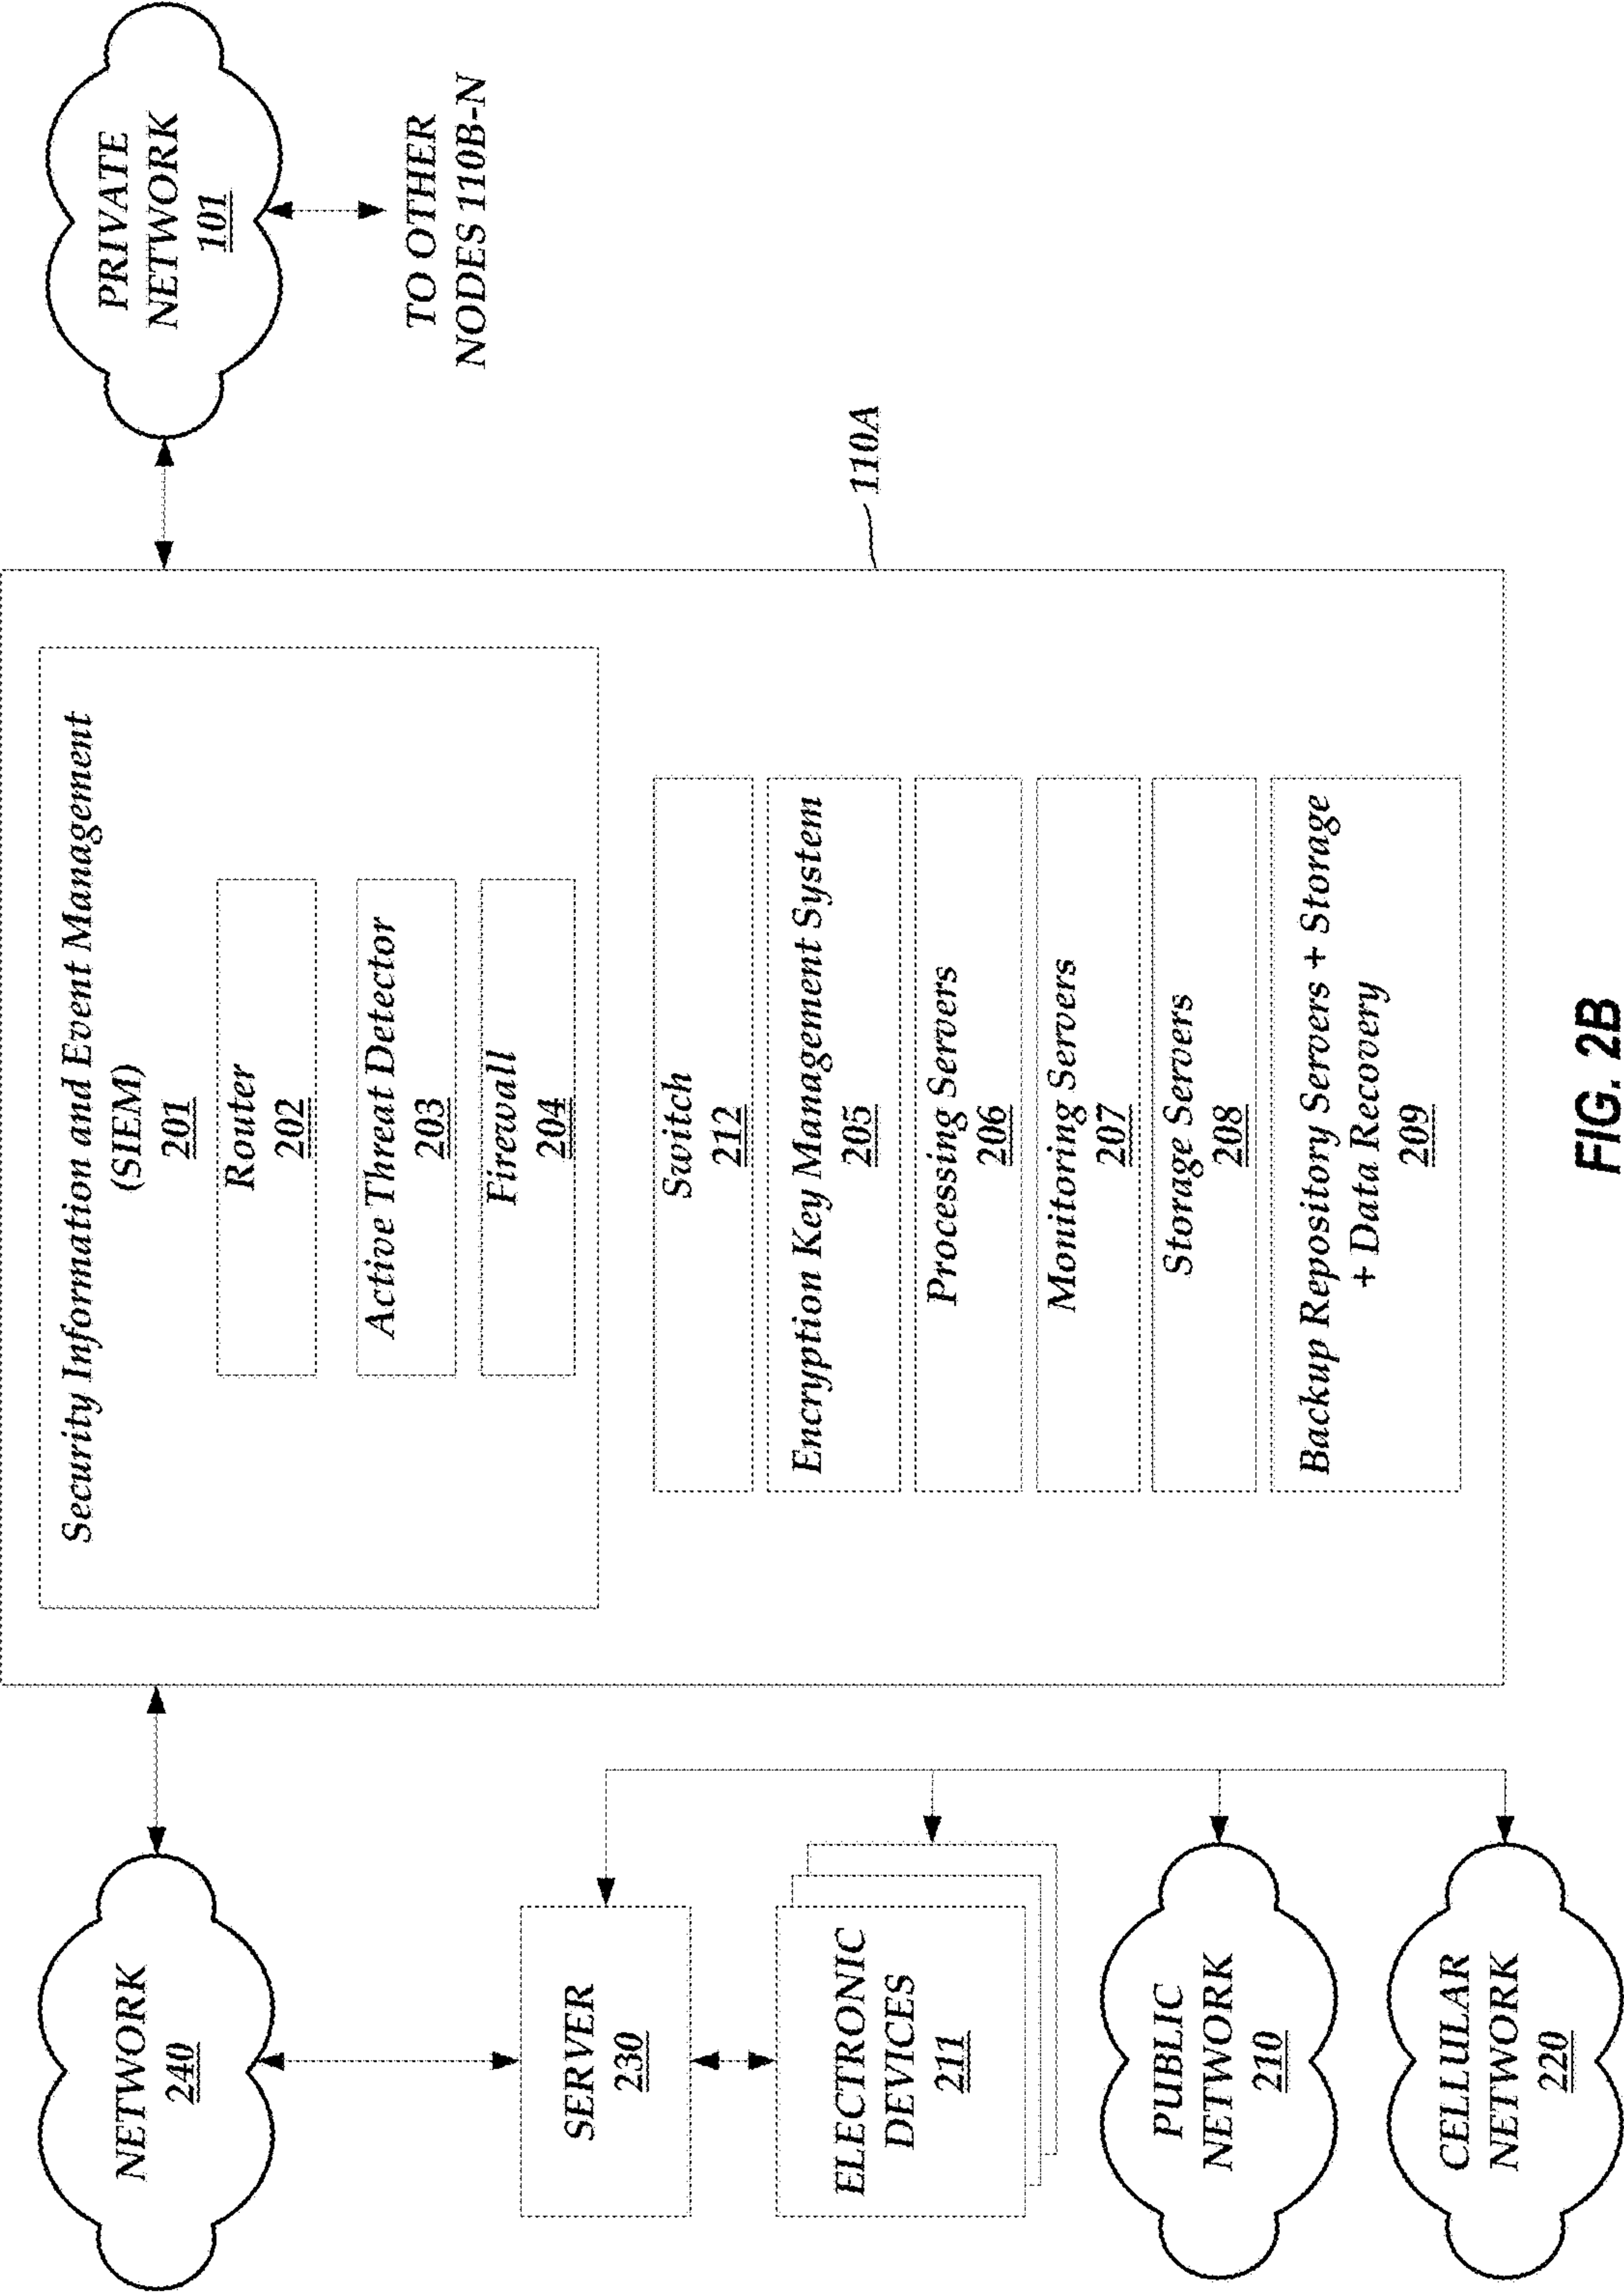 NETWORK
240
SERVER
230
ELECTRONIC
DEVICES
211
PUBLIC
NETWORK
210
CELLULAR
NETWORK
220
Security Information and Event Management
(SIEM)
201
Router
202
Active Threat Detector
203
Firewall
204
Switch
212
Encryption Key Management System
205
Processing Servers
206
Monitoring Servers
207
Storage Servers
208
Backup Repository Servers + Storage
+ Data Recovery
209
110A
PRIVATE
NETWORK
101
TO OTHER
NODES 110B-N
FIG. 2B